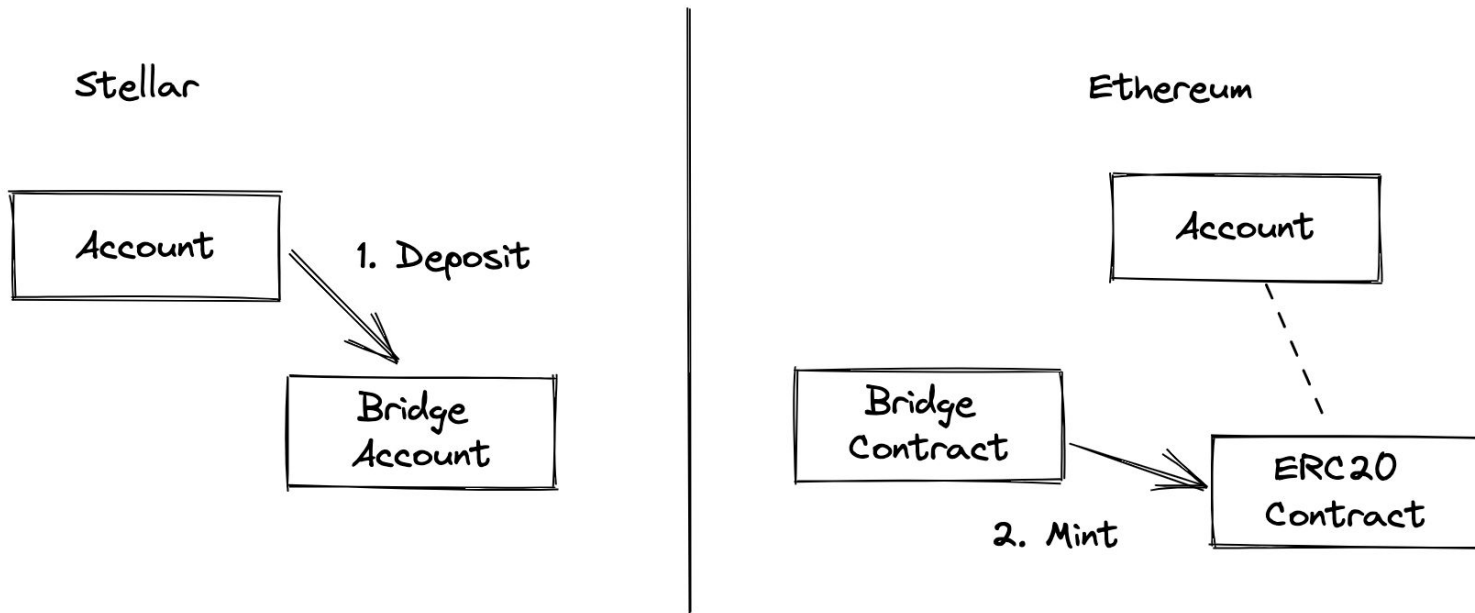 Stellar
Account
1. Deposit
Bridge
Account
Ethereum
Account
Bridge
Contract
2. Mint
ERC20
Contract